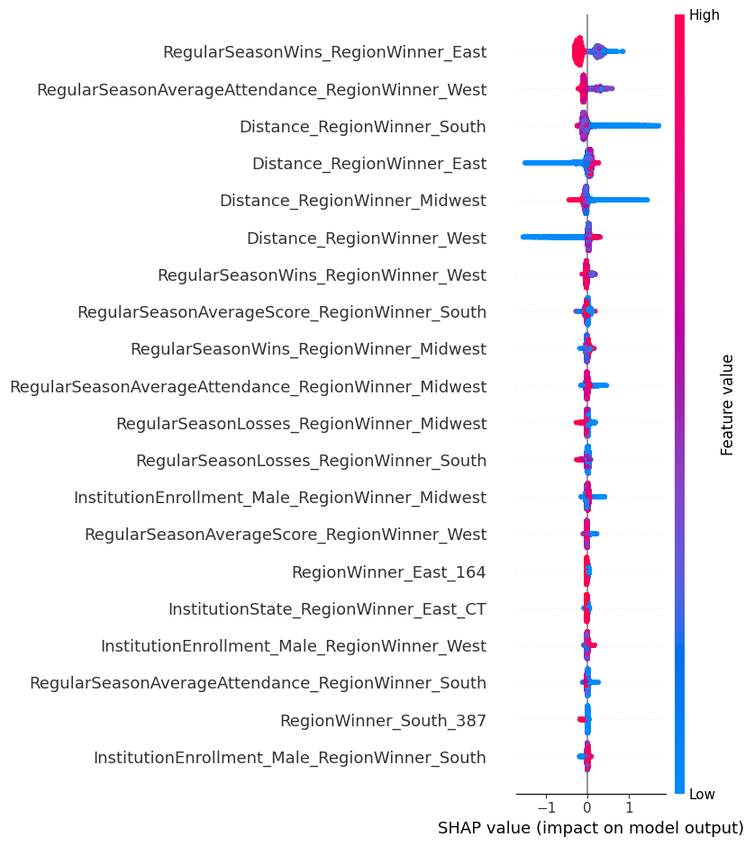 High
RegularSeasonWins_RegionWinner_East
RegularSeasonAverageAttendance_RegionWinner_West
Distance_RegionWinner_South
Distance_RegionWinner_East
Distance_RegionWinner_Midwest
Distance_RegionWinner_West
RegularSeasonWins_RegionWinner_West
RegularSeasonAverageScore_RegionWinner_South
RegularSeasonWins_RegionWinner_Midwest
RegularSeasonAverageAttendance_RegionWinner_Midwest
RegularSeasonLosses_RegionWinner_Midwest
RegularSeasonLosses_RegionWinner_South
InstitutionEnrollment_Male_RegionWinner_Midwest
RegularSeasonAverageScore_RegionWinner_West
RegionWinner_East_164
InstitutionState_RegionWinner_East_CT
InstitutionEnrollment_Male_RegionWinner_West
RegularSeasonAverageAttendance_RegionWinner_South
RegionWinner_South_387
InstitutionEnrollment_Male_RegionWinner_South
Feature value
Low
−1 0 1
SHAP value (impact on model output)